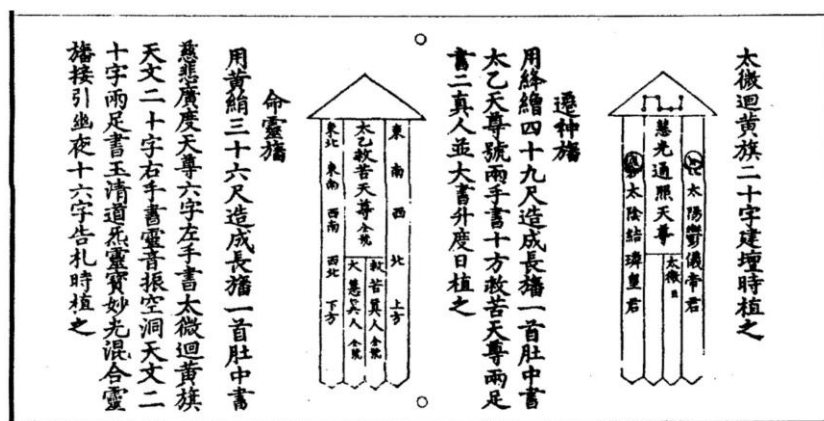 太微迴黃旗二十字建壇時植之
太陽鬱儀帝君
慧光通照天尊
太微
太陰結璘皇君
遷神旛
用絳繒四十九尺造成長旛一首肚中書
太乙天尊號兩手書十方救苦天尊兩足
書二真人並大書升度日植之
東 南 西 北 上方
太乙救苦天尊全號
救苦真人全號
大慧真人全號
東北 東南 西南 西北 下方
命靈旛
用黃絹三十六尺造成長旛一首肚中書
慈悲廣度天尊六字左手書太微迴黃旗
天文二十字右手書靈音振空洞天文二
十字兩足書玉清道炁靈寶妙光混合靈
旛接引幽夜十六字告札時植之